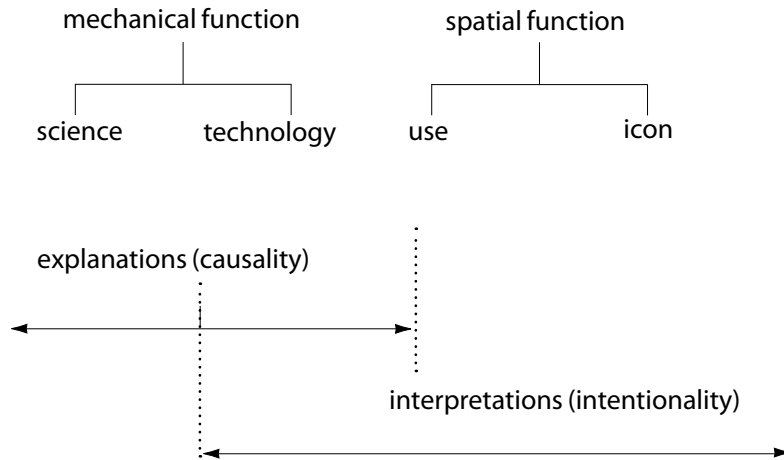 mechanical function spatial function
science technology use icon
explanations (causality)
interpretations (intentionality)